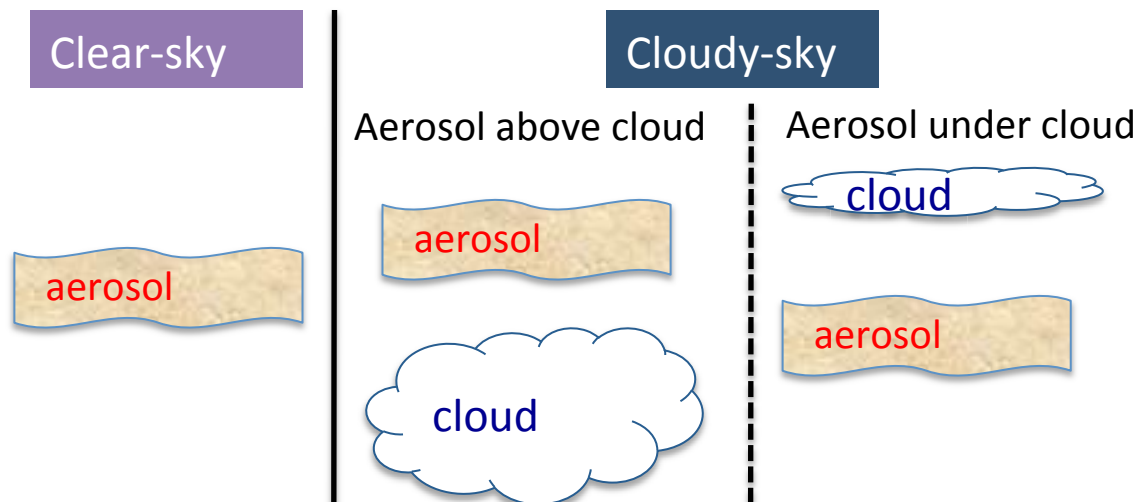 Clear-sky
aerosol
Cloudy-sky
Aerosol above cloud
aerosol
cloud
Aerosol under cloud
cloud
aerosol